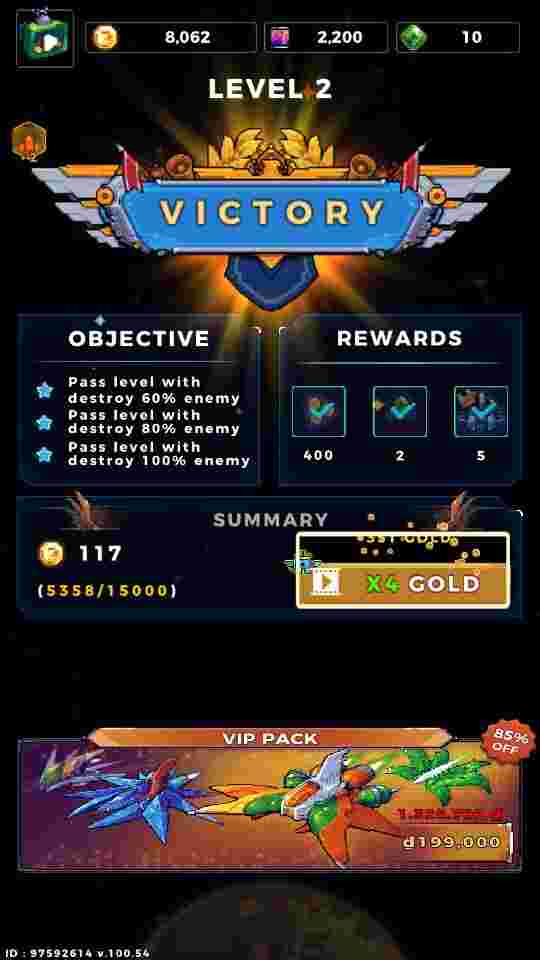 8,062
2,200
10
LEVEL 2
VICTORY
OBJECTIVE
Pass level with
destroy 60% enemy
Pass level with
destroy 80% enemy
Pass level with
destroy 100% enemy
REWARDS
400
2
5
SUMMARY
117
(5358/15000)
GOLD
X4 GOLD
VIP PACK
85%
OFF
đ199,000
ID : 97592614 v.100.54